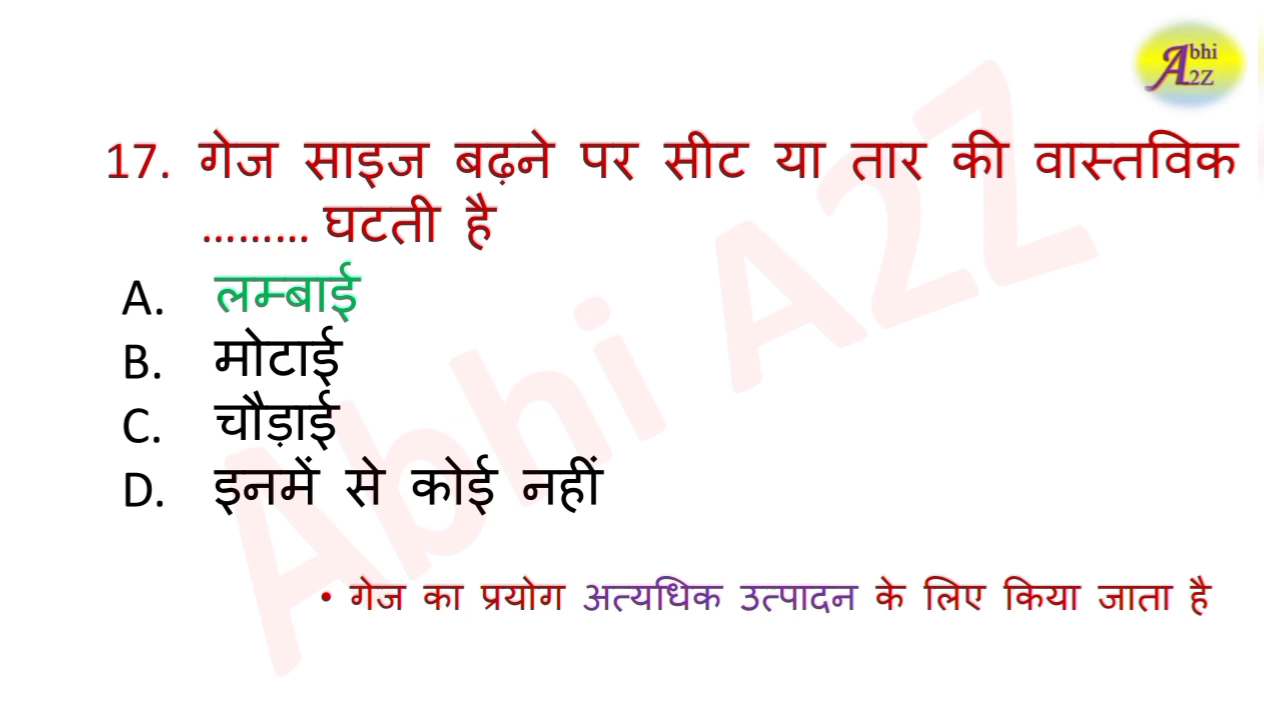 Abhi
A2Z
17. गेज साइज बढ़ने पर सीट या तार की वास्तविक
……… घटती है
A. लम्बाई
B. मोटाई
C. चौड़ाई
D. इनमें से कोई नहीं
• गेज का प्रयोग अत्यधिक उत्पादन के लिए किया जाता है
Abhi A2Z